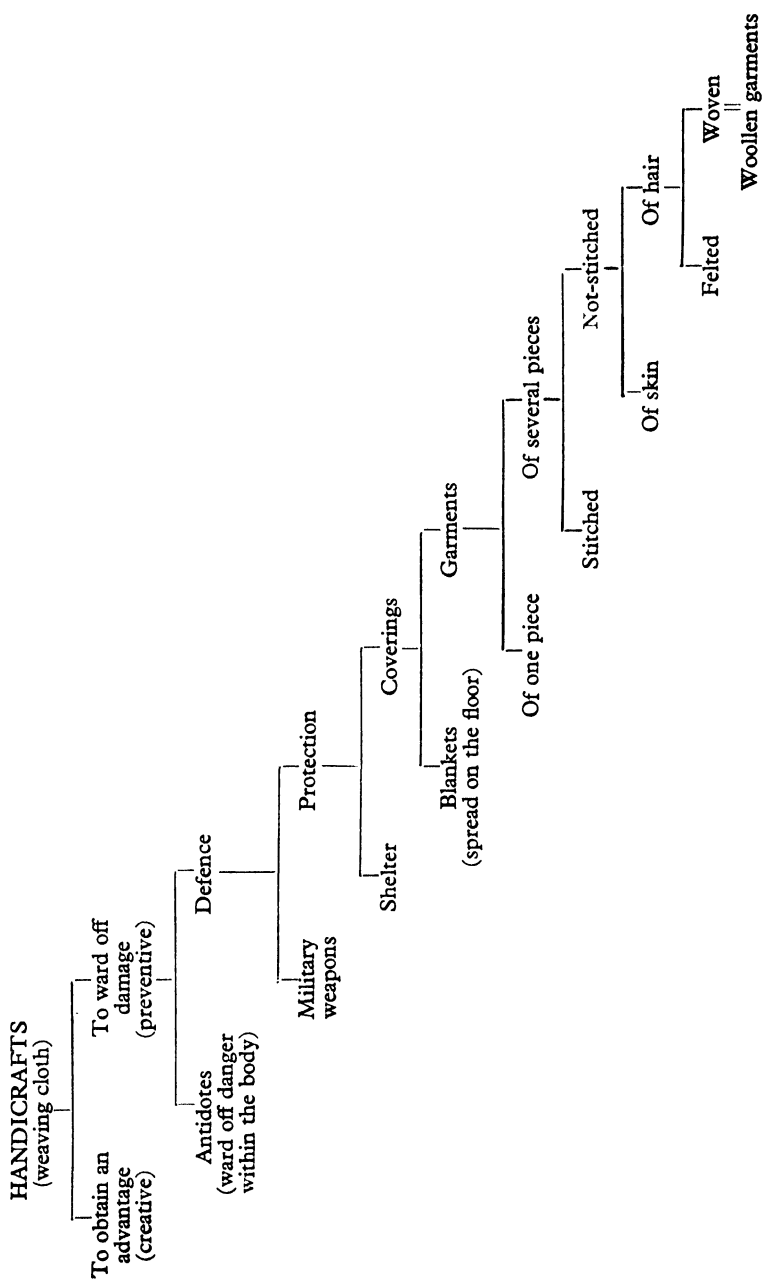 HANDICRAFTS
(weaving cloth)
To obtain an
advantage
(creative)
To ward off
damage
(preventive)
Antidotes
(ward off danger
within the body)
Defence
Military
weapons
Protection
Shelter
Coverings
Blankets
(spread on the floor)
Garments
Of one piece
Of several pieces
Stitched
Not-stitched
Of skin
Of hair
Felted
Woven
Woollen garments